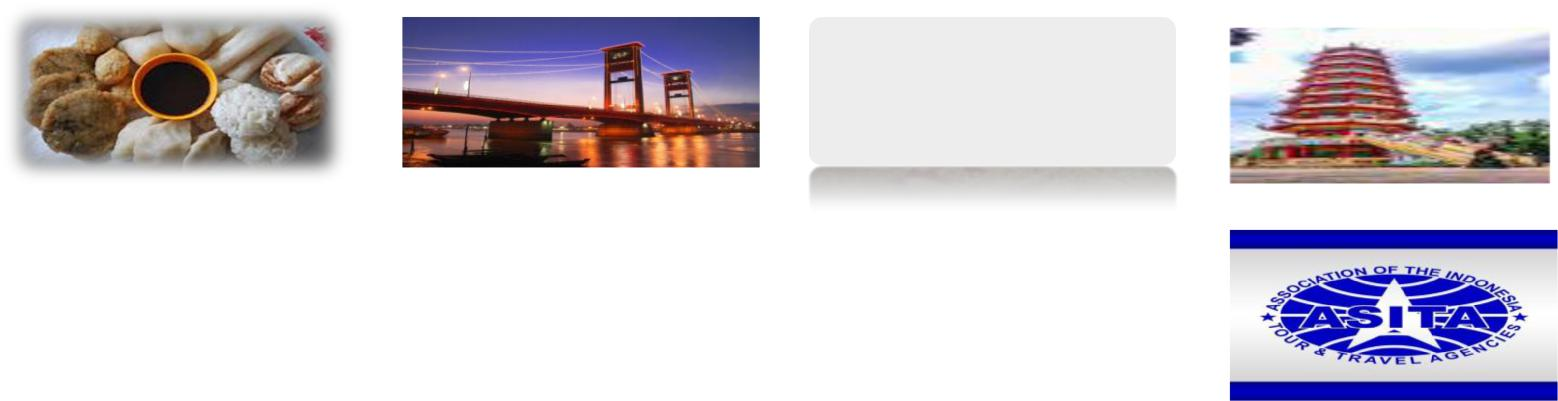 ASSOCIATION OF THE INDONESIA
ASITA
TOUR & TRAVEL AGENCIES